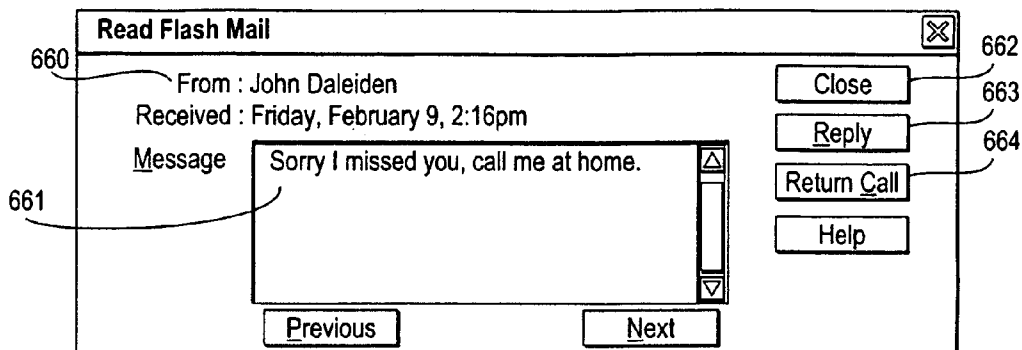 Read Flash Mail
660
From : John Daleiden
Received : Friday, February 9, 2:16pm
Message
Sorry I missed you, call me at home.
661
Close
662
Reply
663
Return Call
664
Help
Previous
Next